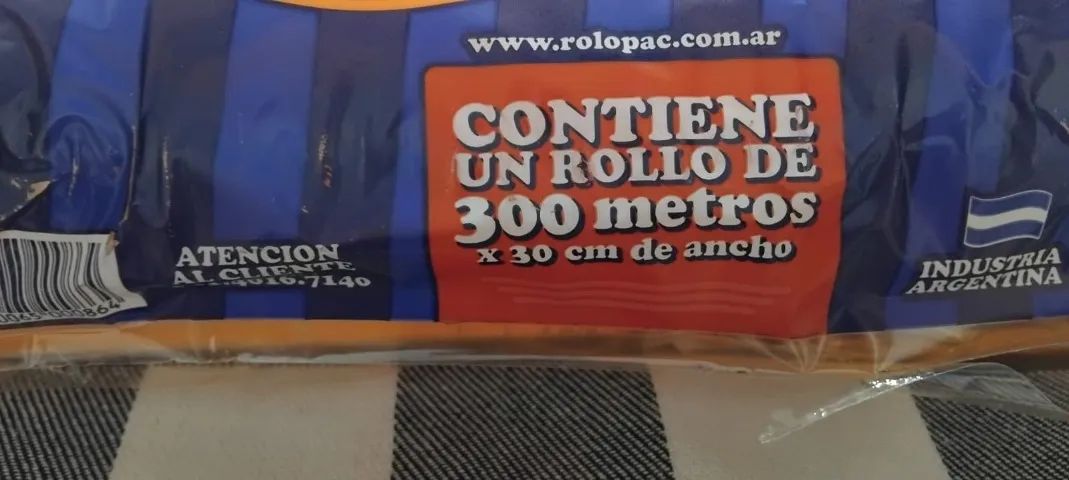 www.rolopac.com.ar
CONTIENE
UN ROLLO DE
300 metros
x 30 cm de ancho
ATENCION
AL CLIENTE
INDUSTRIA
ARGENTINA